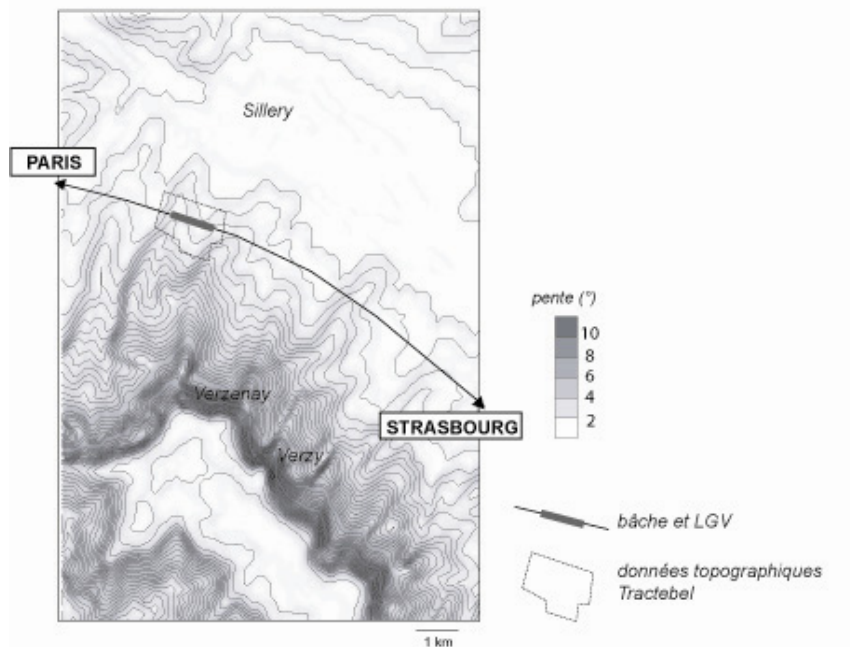 Sillery
PARIS
pente (°)
10
8
6
4
2
Verzenay
STRASBOURG
Verzy
bâche et LGV
données topographiques
Tractebel
1 km